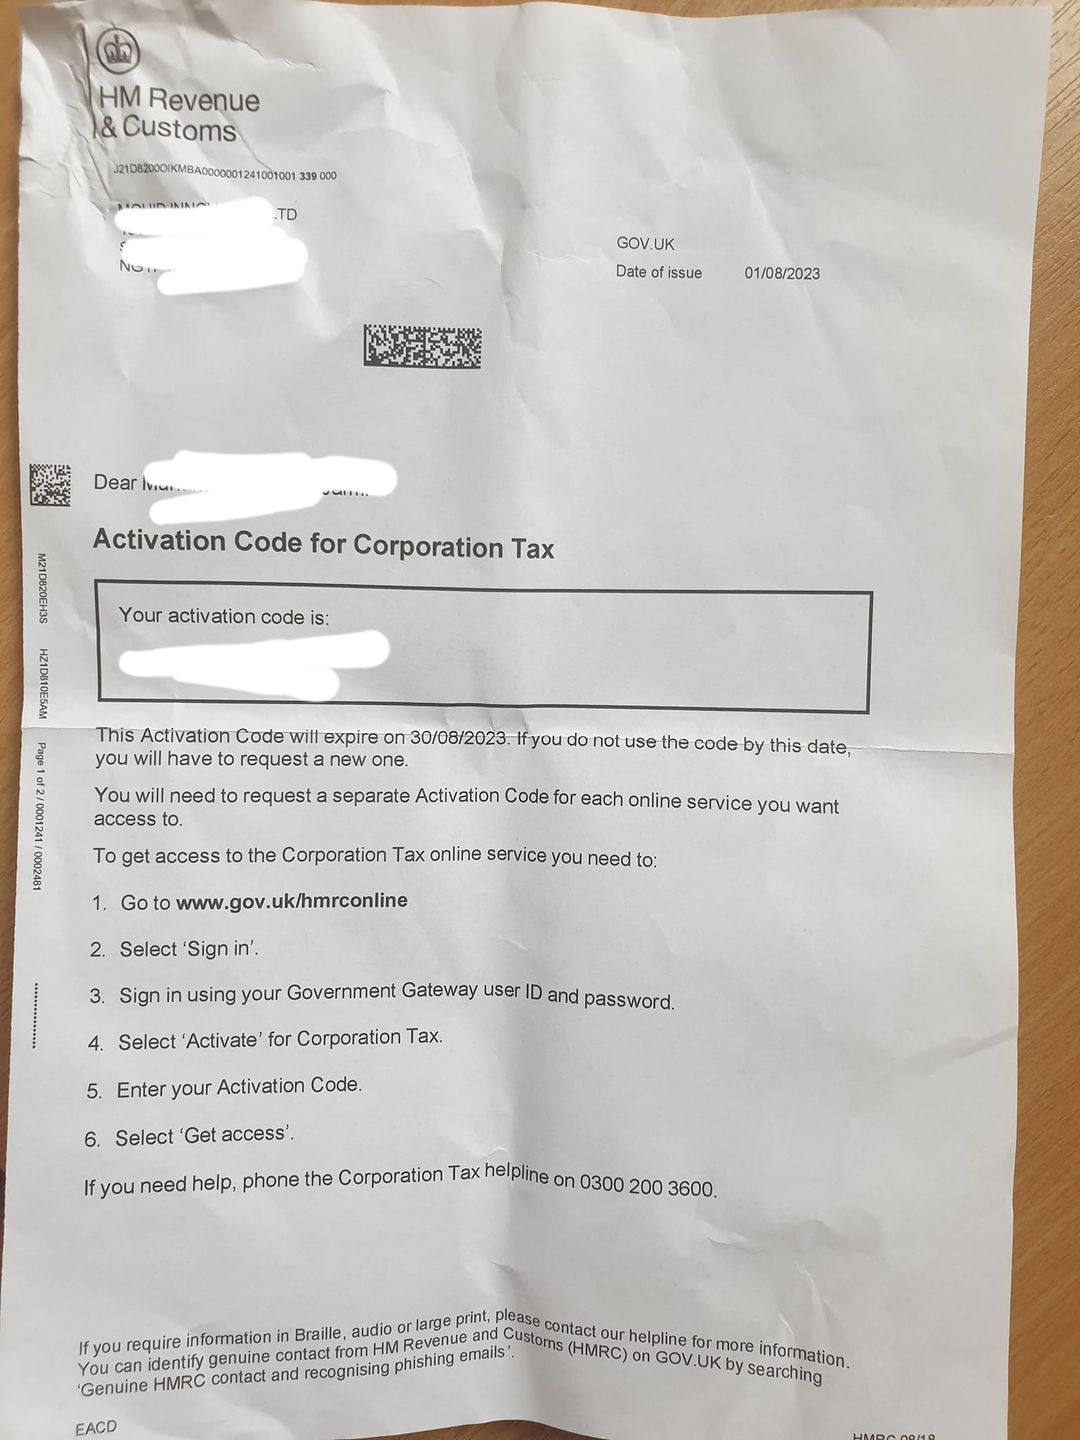 HM Revenue
& Customs
J21D8200OIKMBA0000001241001001 339 000
LTD
GOV.UK
Date of issue 01/08/2023
Dear
Activation Code for Corporation Tax
Your activation code is:
This Activation Code will expire on 30/08/2023. If you do not use the code by this date,
you will have to request a new one.
You will need to request a separate Activation Code for each online service you want
access to.
To get access to the Corporation Tax online service you need to:
1. Go to www.gov.uk/hmrconline
2. Select ‘Sign in’.
3. Sign in using your Government Gateway user ID and password.
4. Select ‘Activate’ for Corporation Tax.
5. Enter your Activation Code.
6. Select ‘Get access’.
If you need help, phone the Corporation Tax helpline on 0300 200 3600.
If you require information in Braille, audio or large print, please contact our helpline for more information.
You can identify genuine contact from HM Revenue and Customs (HMRC) on GOV.UK by searching
‘Genuine HMRC contact and recognising phishing emails’.
EACD
HMRC 08/18
M21D820EH3S HZ1D810E5AM Page 1 of 2 / 0001241 / 0002481